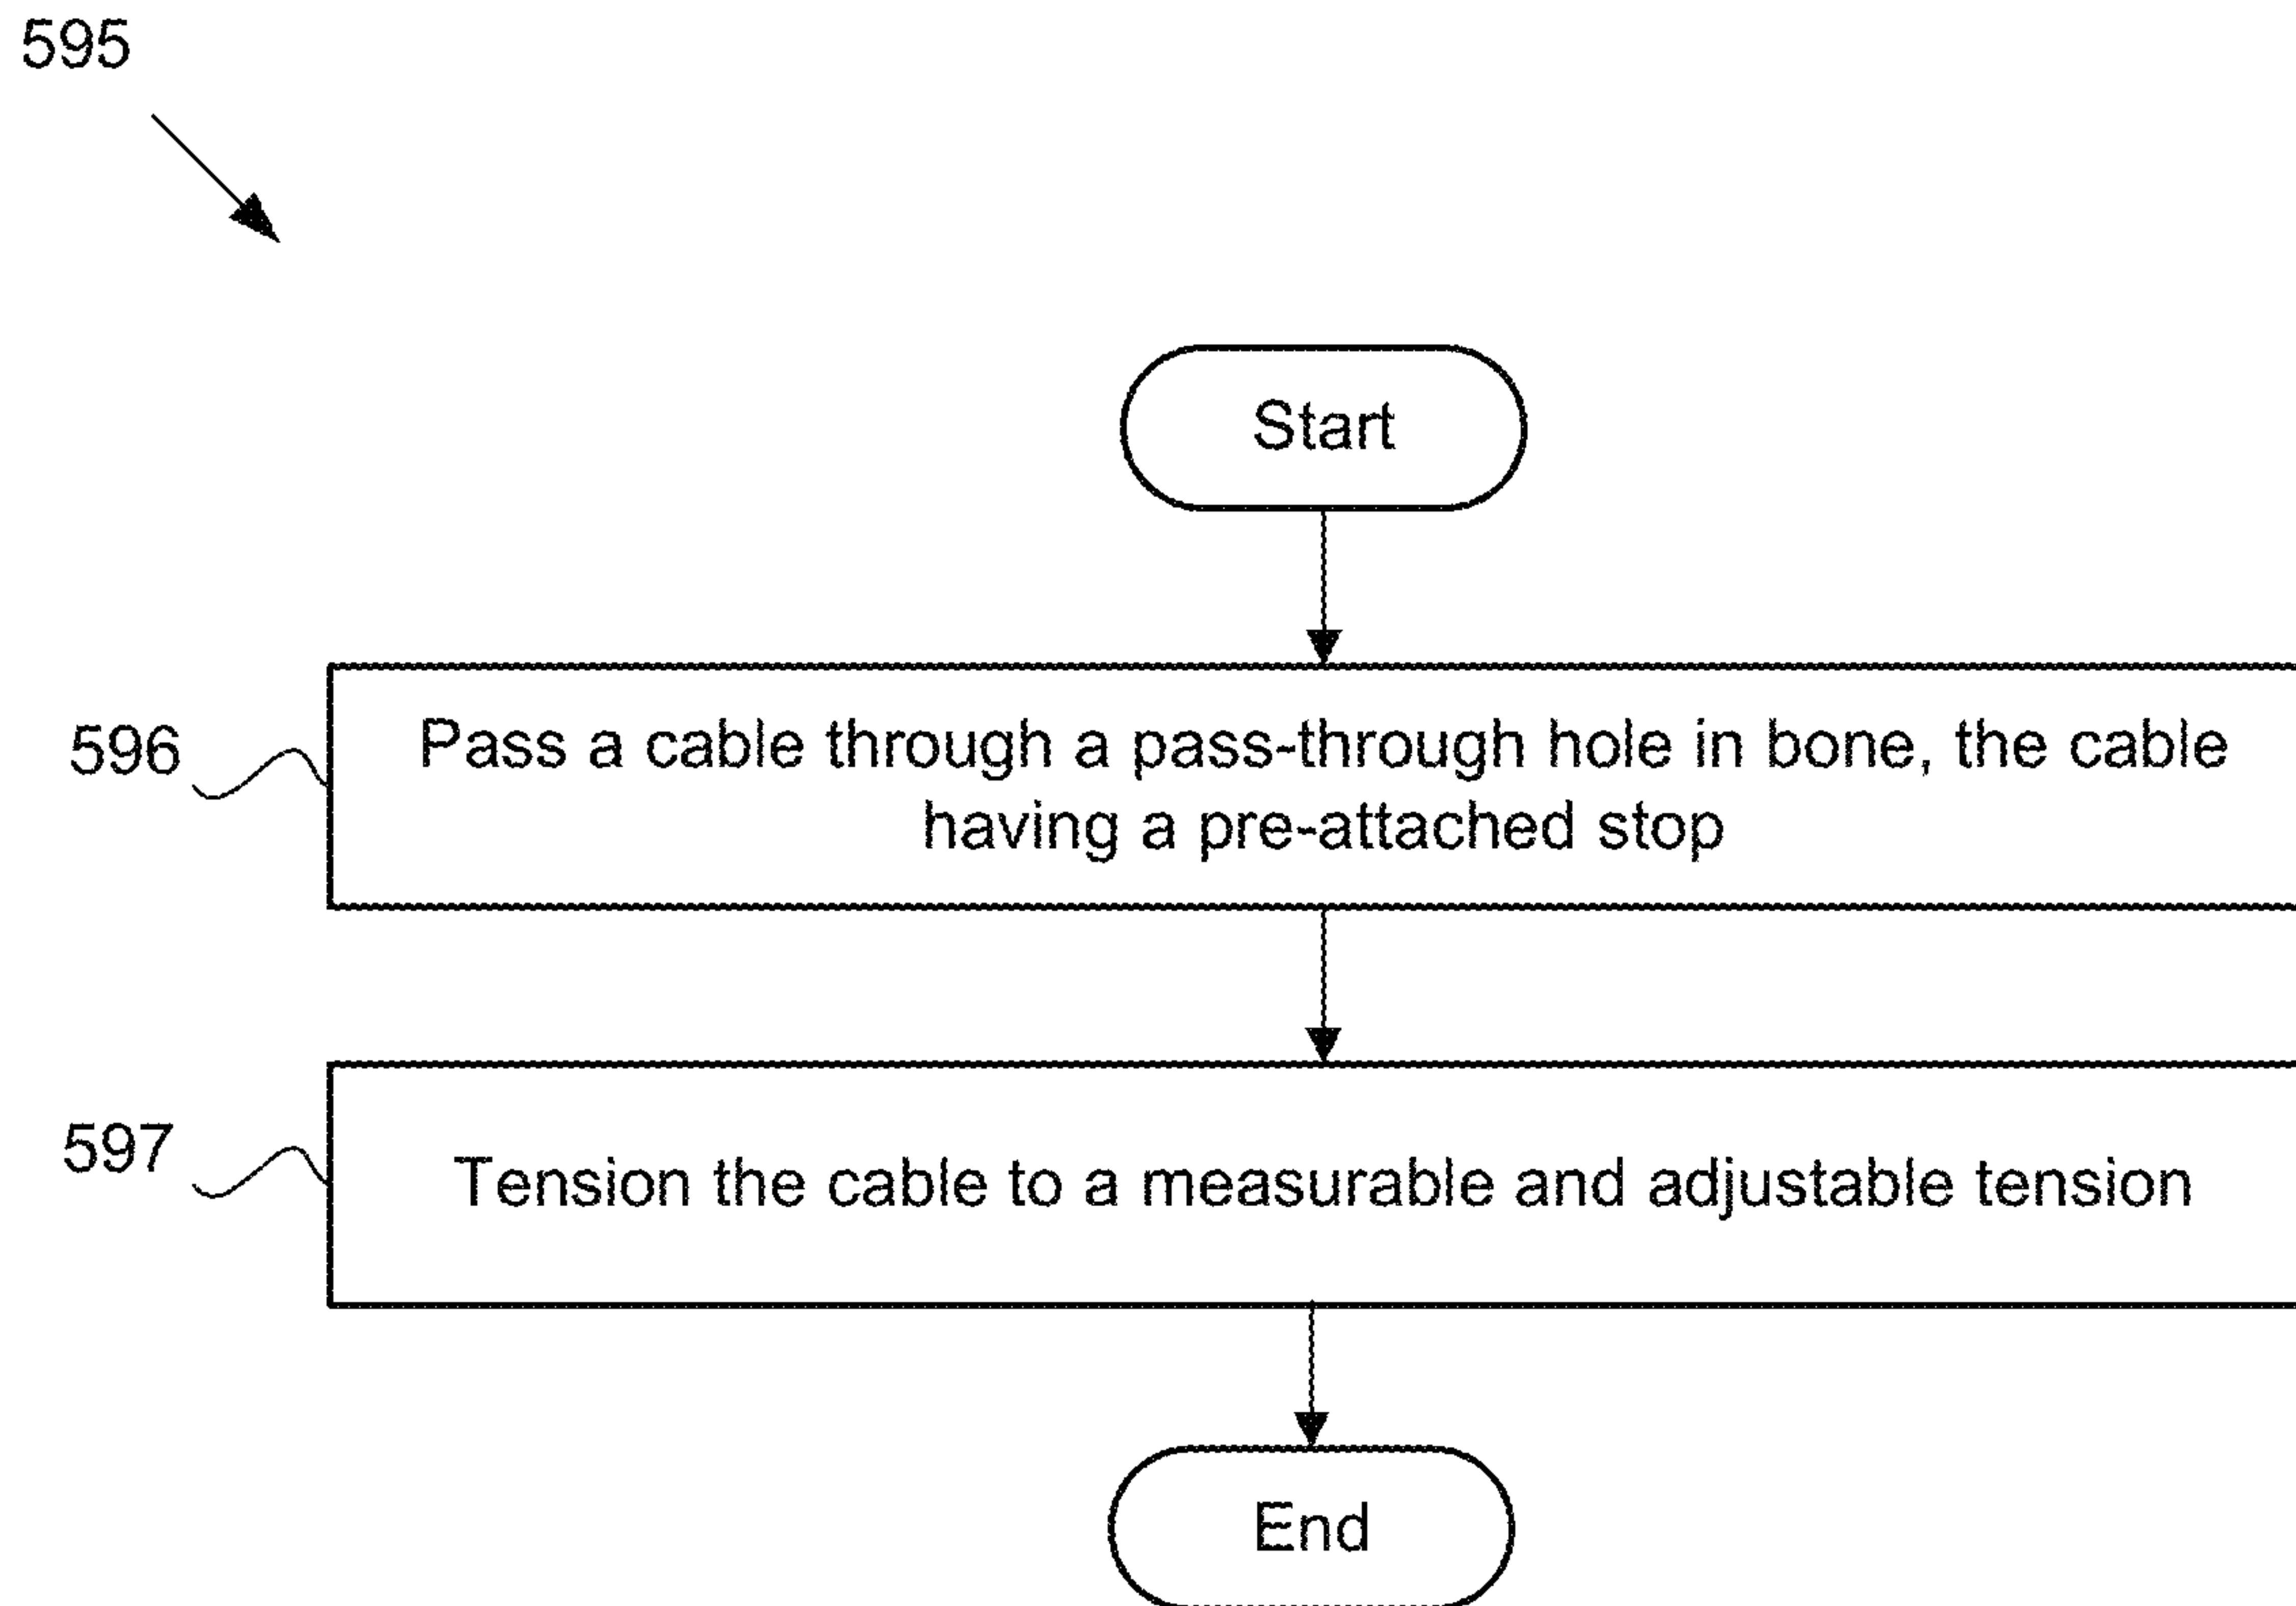 595
Start
596
Pass a cable through a pass-through hole in bone, the cable
having a pre-attached stop
597
Tension the cable to a measurable and adjustable tension
End